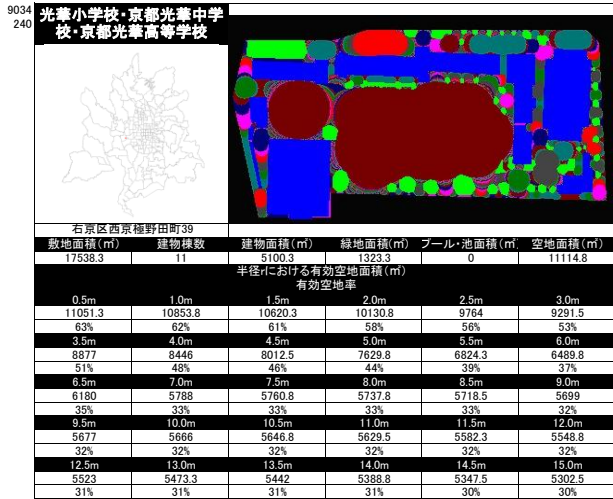 9034
240
光華小学校・京都光華中学
校・京都光華高等学校
右京区西京極野田町39
敷地面積(㎡) 建物棟数 建物面積(㎡) 緑地面積(㎡) プール・池面積(㎡) 空地面積(㎡)
17538.3 11 5100.3 1323.3 0 11114.8
半径rにおける有効空地面積(㎡)
有効空地率
0.5m 1.0m 1.5m 2.0m 2.5m 3.0m
11051.3 10853.8 10620.3 10130.8 9764 9291.5
63% 62% 61% 58% 56% 53%
3.5m 4.0m 4.5m 5.0m 5.5m 6.0m
8877 8446 8012.5 7629.8 6824.3 6489.8
51% 48% 46% 44% 39% 37%
6.5m 7.0m 7.5m 8.0m 8.5m 9.0m
6180 5788 5760.8 5737.8 5718.5 5699
35% 33% 33% 33% 33% 32%
9.5m 10.0m 10.5m 11.0m 11.5m 12.0m
5677 5666 5646.8 5629.5 5582.3 5548.8
32% 32% 32% 32% 32% 32%
12.5m 13.0m 13.5m 14.0m 14.5m 15.0m
5523 5473.3 5442 5388.8 5347.5 5302.5
31% 31% 31% 31% 30% 30%